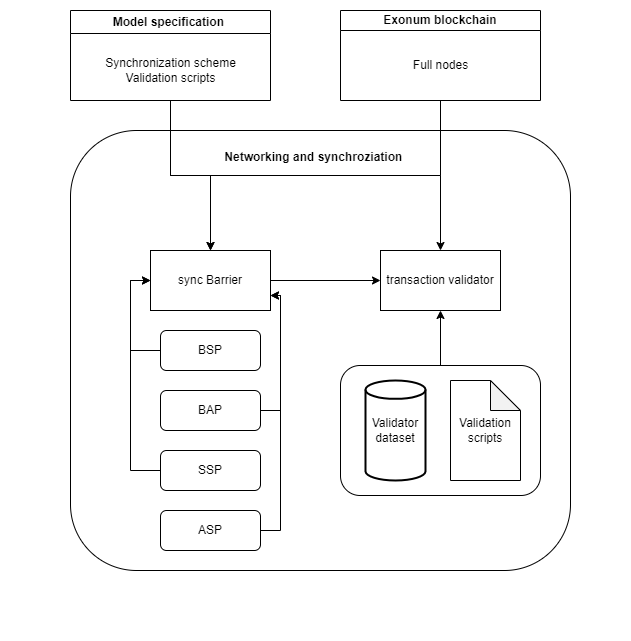 Model specification
Synchronization scheme
Validation scripts
Exonum blockchain
Full nodes
Networking and synchroziation
sync Barrier
transaction validator
BSP
BAP
SSP
ASP
Validator
dataset
Validation
scripts